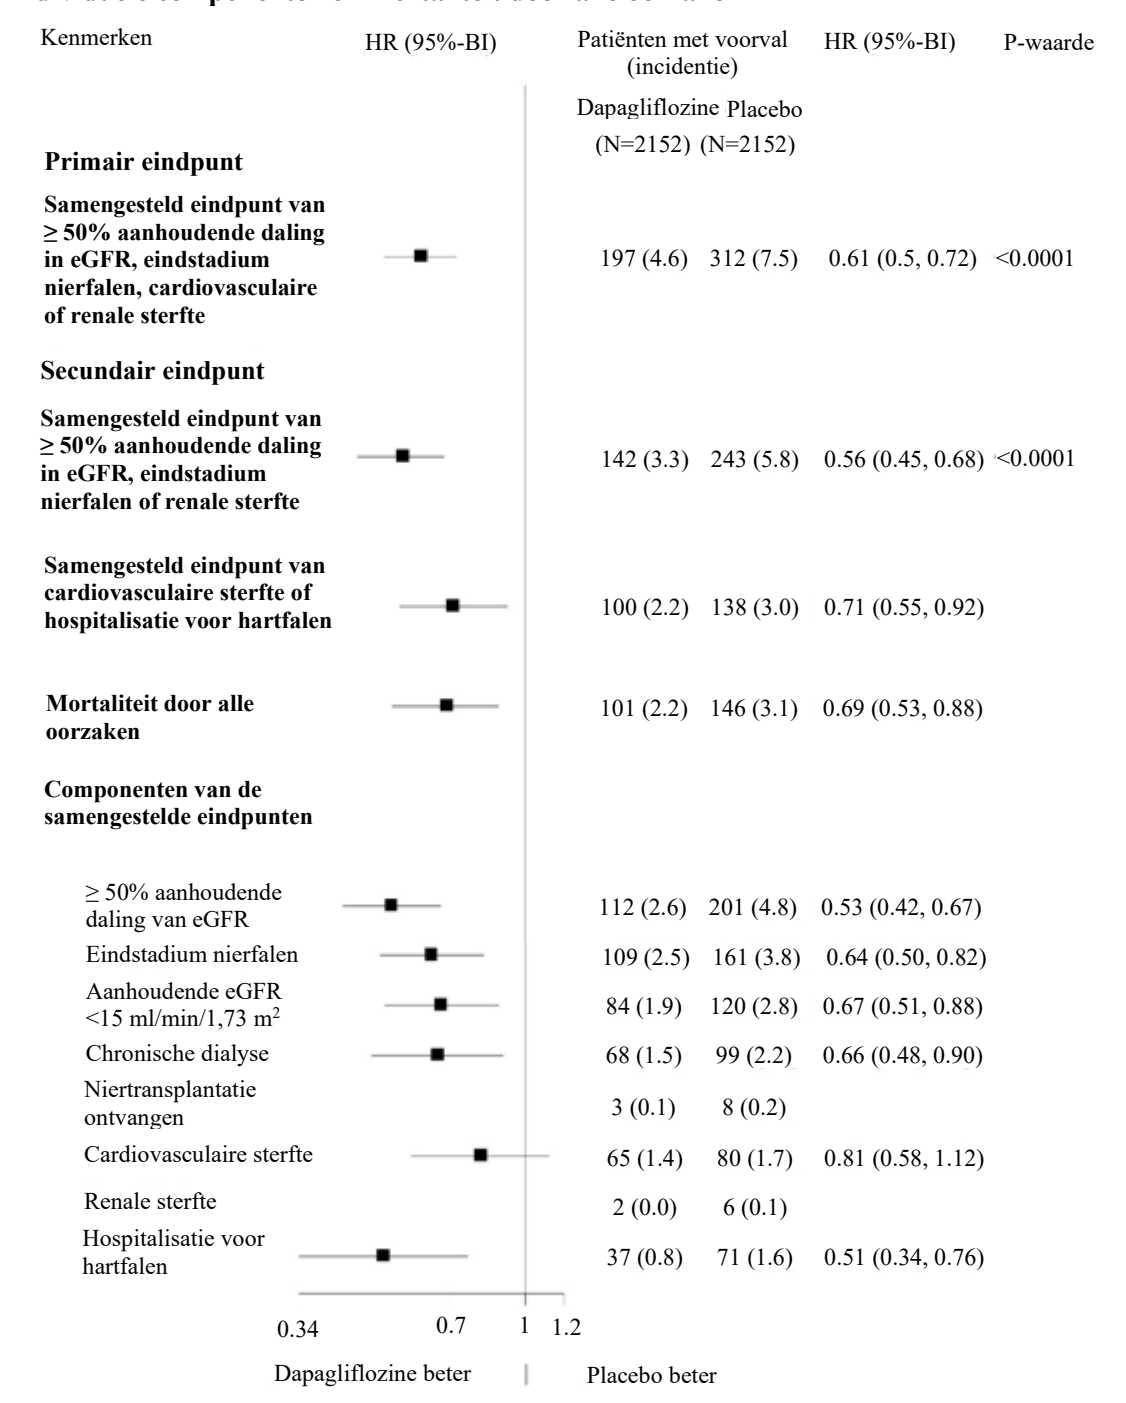 Kenmerken HR (95%-BI) Patiënten met voorval HR (95%-BI) P-waarde
(incidentie)
Dapagliflozine Placebo
(N=2152) (N=2152)
Primair eindpunt
Samengesteld eindpunt van
≥ 50% aanhoudende daling
in eGFR, eindstadium 197 (4.6) 312 (7.5) 0.61 (0.5, 0.72) <0.0001
nierfalen, cardiovasculaire
of renale sterfte
Secundair eindpunt
Samengesteld eindpunt van
≥ 50% aanhoudende daling
in eGFR, eindstadium 142 (3.3) 243 (5.8) 0.56 (0.45, 0.68) <0.0001
nierfalen of renale sterfte
Samengesteld eindpunt van
cardiovasculaire sterfte of
hospitalisatie voor hartfalen 100 (2.2) 138 (3.0) 0.71 (0.55, 0.92)
Mortaliteit door alle 101 (2.2) 146 (3.1) 0.69 (0.53, 0.88)
oorzaken
Componenten van de
samengestelde eindpunten
≥ 50% aanhoudende
daling van eGFR 112 (2.6) 201 (4.8) 0.53 (0.42, 0.67)
Eindstadium nierfalen 109 (2.5) 161 (3.8) 0.64 (0.50, 0.82)
Aanhoudende eGFR
<15 ml/min/1,73 m² 84 (1.9) 120 (2.8) 0.67 (0.51, 0.88)
Chronische dialyse 68 (1.5) 99 (2.2) 0.66 (0.48, 0.90)
Niertransplantatie
ontvangen 3 (0.1) 8 (0.2)
Cardiovasculaire sterfte 65 (1.4) 80 (1.7) 0.81 (0.58, 1.12)
Renale sterfte 2 (0.0) 6 (0.1)
Hospitalisatie voor
hartfalen 37 (0.8) 71 (1.6) 0.51 (0.34, 0.76)
0.34 0.7 1 1.2
Dapagliflozine beter | Placebo beter